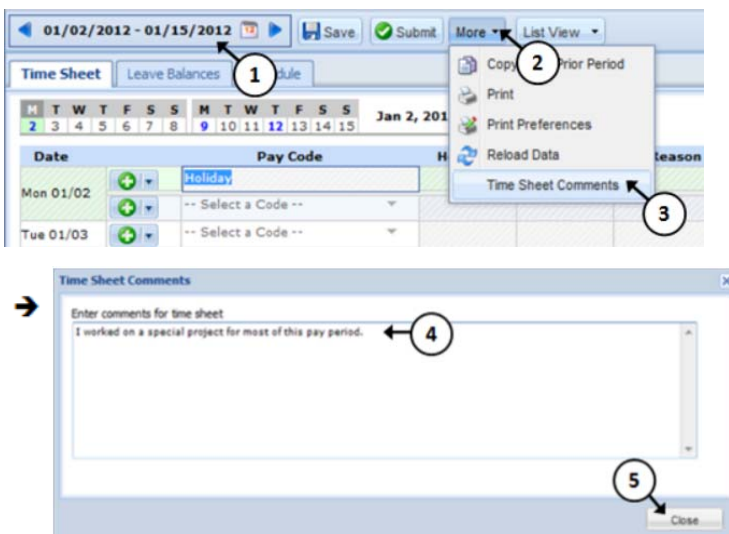 01/02/2012 - 01/15/2012 Save Submit More List View
1 2
Time Sheet Leave Balances
Copy Prior Period
Print
Print Preferences
Reload Data
Time Sheet Comments
3
M T W T F S S M T W T F S S
2 3 4 5 6 7 8 9 10 11 12 13 14 15
Jan 2, 201
Date Pay Code Reason
Mon 01/02 Holiday
-- Select a Code --
Tue 01/03 -- Select a Code --
Time Sheet Comments
Enter comments for time sheet
I worked on a special project for most of this pay period.
4
5
Close